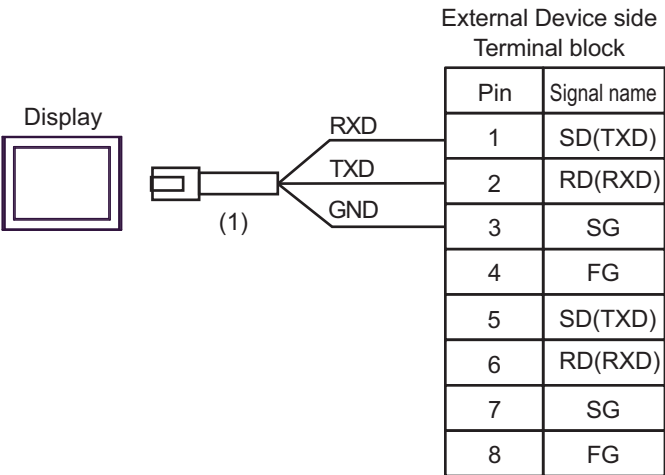 External Device side
Terminal block
Pin Signal name
Display
RXD 1 SD(TXD)
TXD 2 RD(RXD)
GND 3 SG
(1)
4 FG
5 SD(TXD)
6 RD(RXD)
7 SG
8 FG